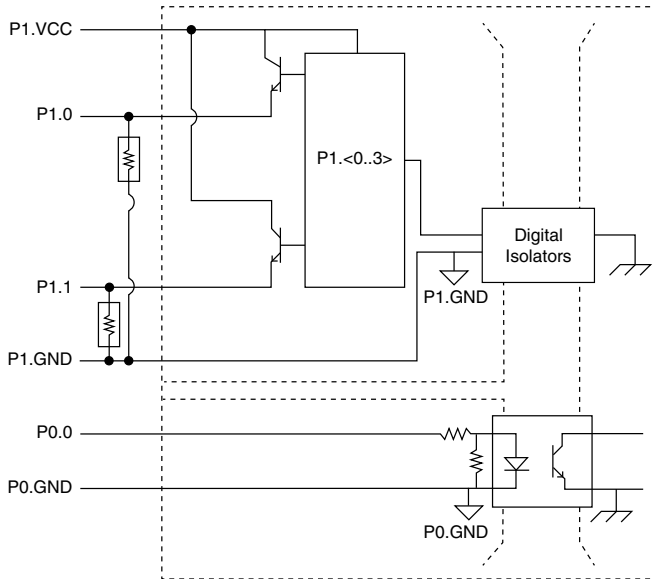 P1.VCC
P1.0
P1.<0..3>
Digital
Isolators
P1.1
P1.GND
P1.GND
P0.0
P0.GND
P0.GND